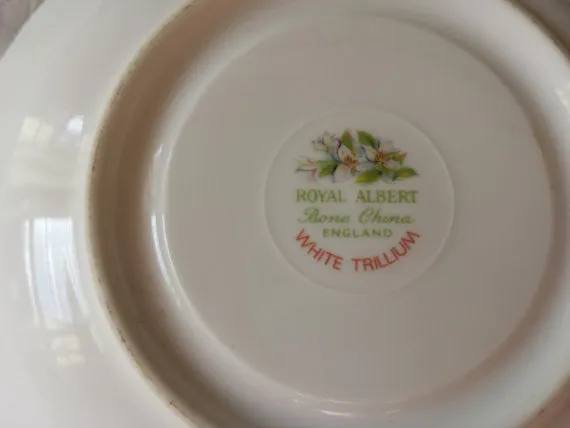 ROYAL ALBERT
Bone China
ENGLAND
WHITE TRILLIUM